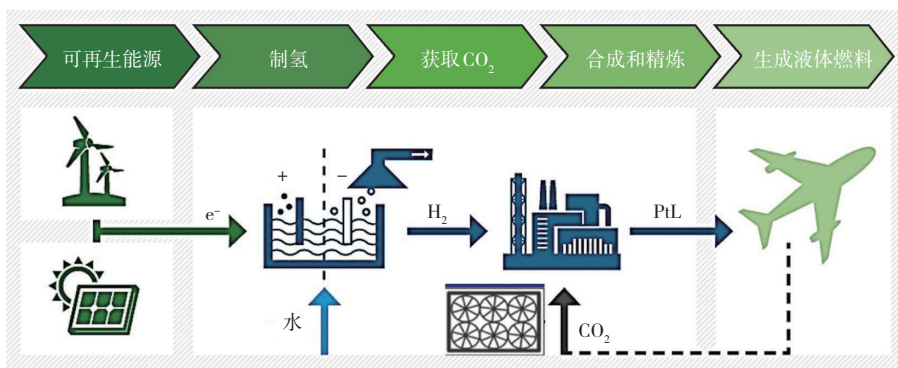 可再生能源
制氢
获取CO₂
合成和精炼
生成液体燃料
+
−
e⁻
H₂
PtL
水
CO₂